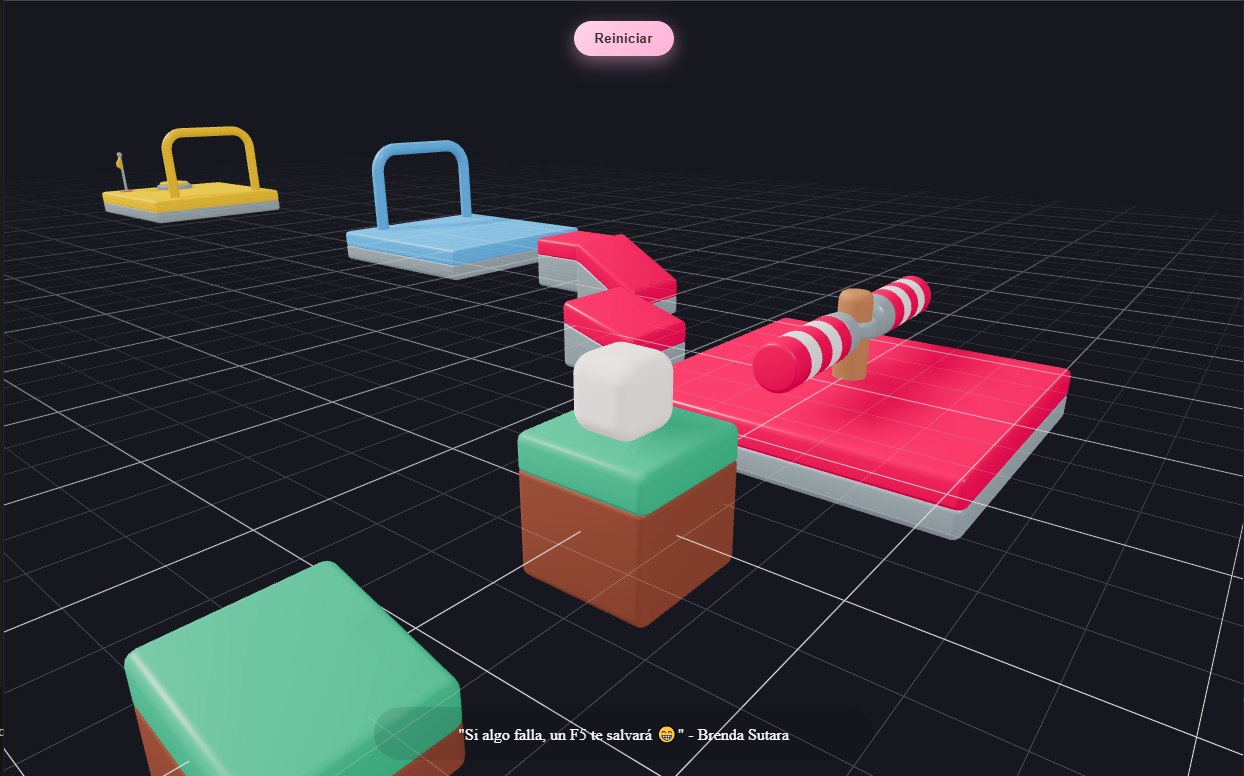 Reiniciar
"Si algo falla, un F5 te salvará 😁" - Brenda Sutara